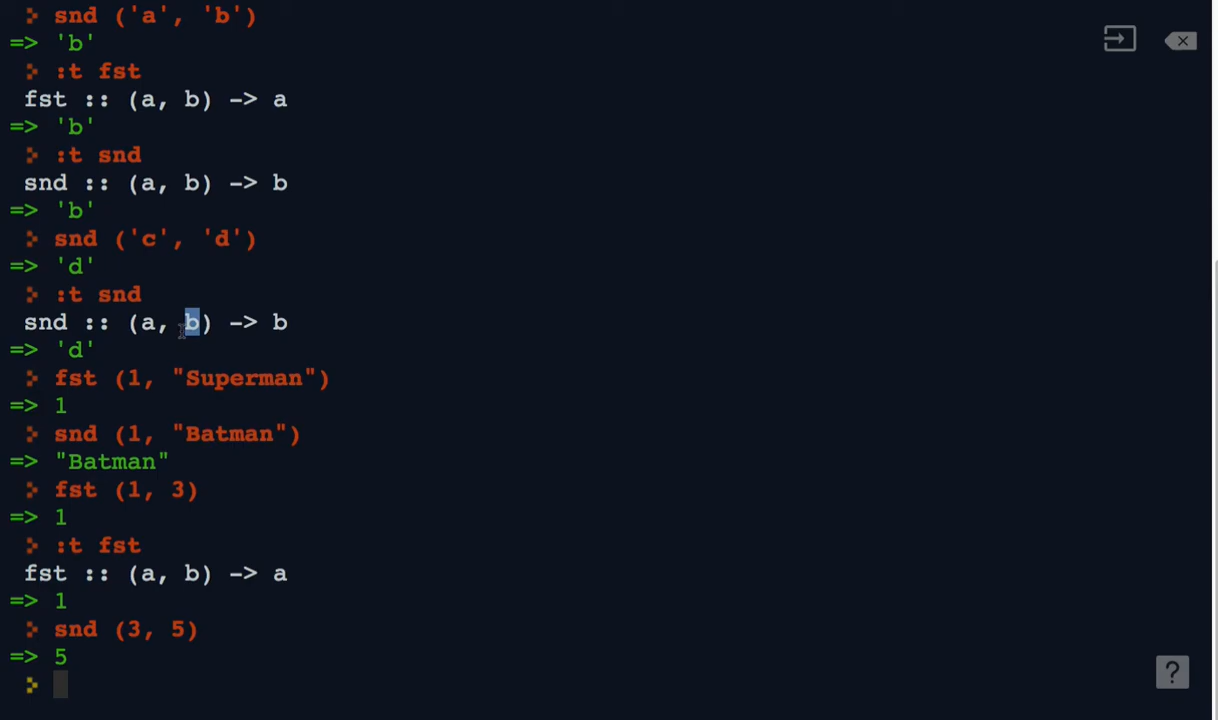 snd ('a', 'b')
=> 'b'
:t fst
fst :: (a, b) -> a
=> 'b'
:t snd
snd :: (a, b) -> b
=> 'b'
snd ('c', 'd')
=> 'd'
:t snd
snd :: (a, b) -> b
=> 'd'
fst (1, "Superman")
=> 1
snd (1, "Batman")
=> "Batman"
fst (1, 3)
=> 1
:t fst
fst :: (a, b) -> a
=> 1
snd (3, 5)
=> 5
?